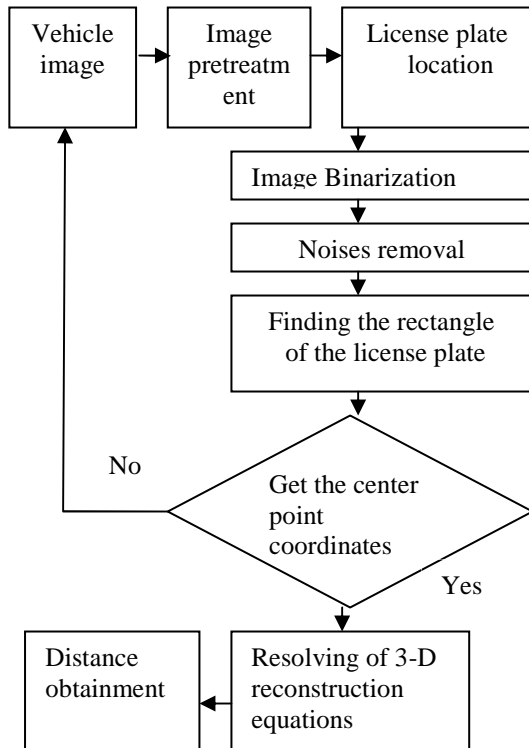 Vehicle
image
Image
pretreatm
ent
License plate
location
Image Binarization
Noises removal
Finding the rectangle
of the license plate
No
Get the center
point
coordinates
Yes
Distance
obtainment
Resolving of 3-D
reconstruction
equations